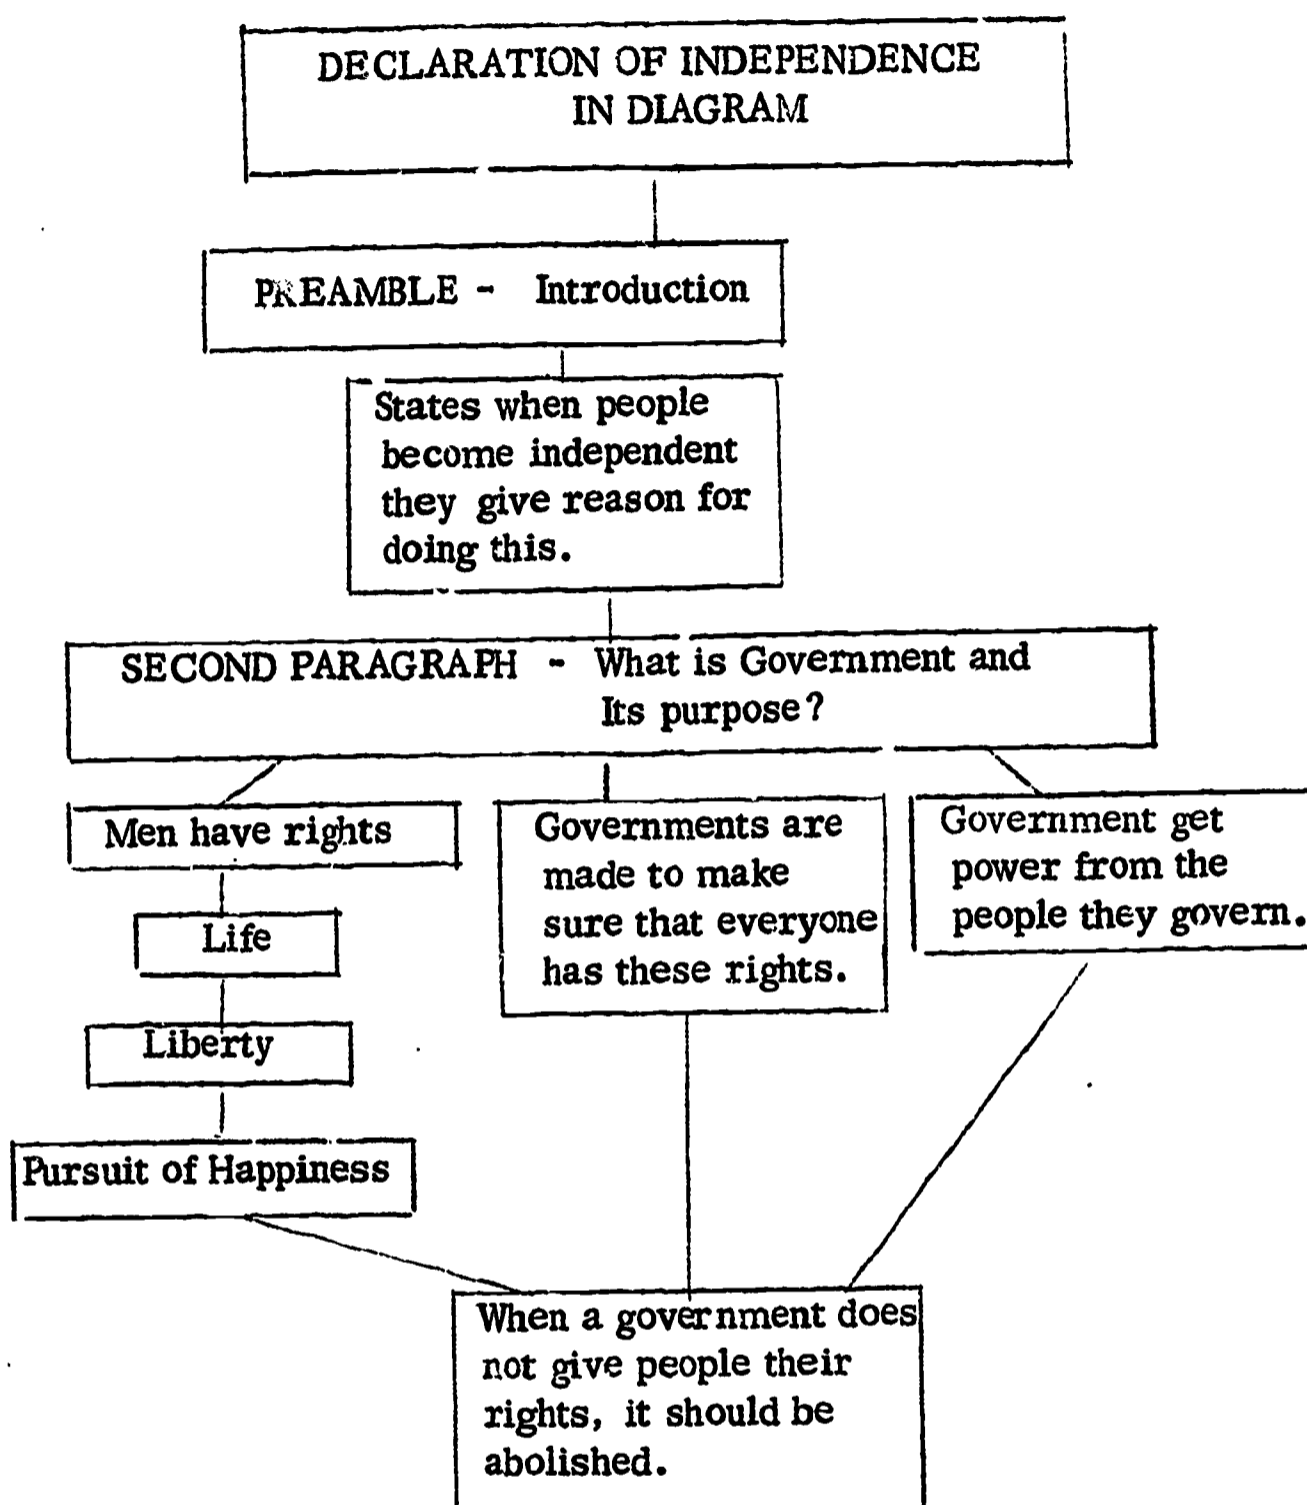 DECLARATION OF INDEPENDENCE
IN DIAGRAM
PREAMBLE - Introduction
States when people
become independent
they give reason for
doing this.
SECOND PARAGRAPH - What is Government and
Its purpose?
Men have rights
Life
Liberty
Pursuit of Happiness
Governments are
made to make
sure that everyone
has these rights.
Government get
power from the
people they govern.
When a government does
not give people their
rights, it should be
abolished.